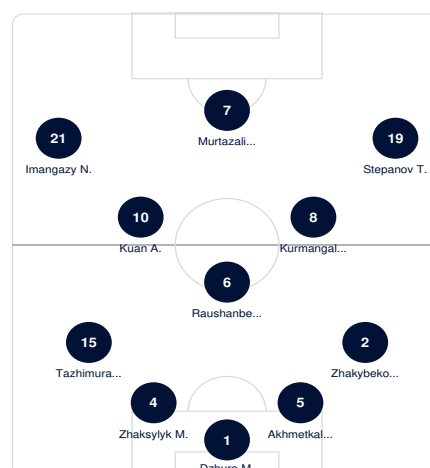 7
Murtazali...
21
Imangazy N.
19
Stepanov T.
10
Kuan A.
8
Kurmangal...
6
Raushanbe...
15
Tazhimura...
2
Zhakybeko...
4
Zhaksylyk M.
5
Akhmetkal...
1
Dzhura M.